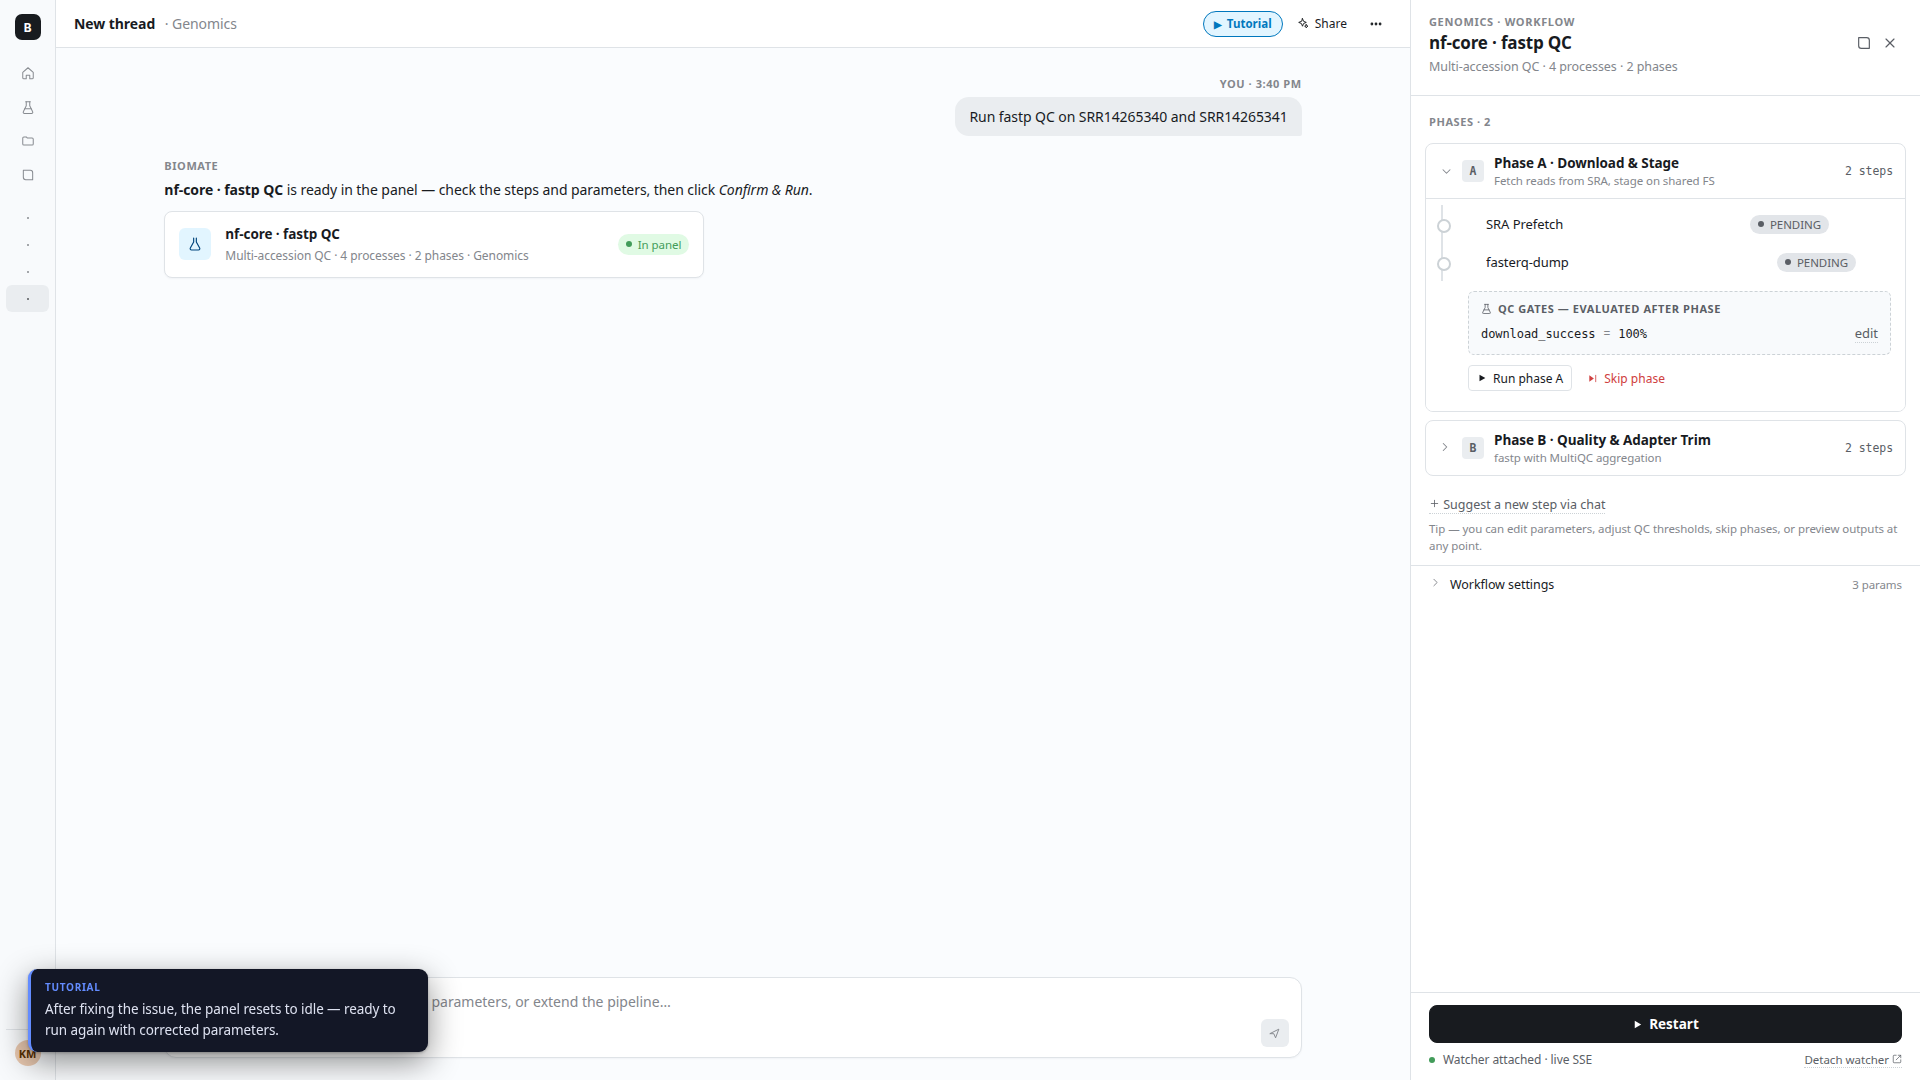 B
New thread · Genomics
Tutorial
Share
YOU · 3:40 PM
Run fastp QC on SRR14265340 and SRR14265341
BIOMATE
nf-core · fastp QC is ready in the panel — check the steps and parameters, then click Confirm & Run.
nf-core · fastp QC
Multi-accession QC · 4 processes · 2 phases · Genomics
In panel
parameters, or extend the pipeline...
TUTORIAL
After fixing the issue, the panel resets to idle — ready to
run again with corrected parameters.
KM
GENOMICS · WORKFLOW
nf-core · fastp QC
Multi-accession QC · 4 processes · 2 phases
PHASES · 2
A
Phase A · Download & Stage
Fetch reads from SRA, stage on shared FS
2 steps
SRA Prefetch
PENDING
fasterq-dump
PENDING
QC GATES — EVALUATED AFTER PHASE
download_success = 100%
edit
Run phase A
Skip phase
B
Phase B · Quality & Adapter Trim
fastp with MultiQC aggregation
2 steps
+ Suggest a new step via chat
Tip — you can edit parameters, adjust QC thresholds, skip phases, or preview outputs at
any point.
Workflow settings
3 params
Restart
Watcher attached · live SSE
Detach watcher